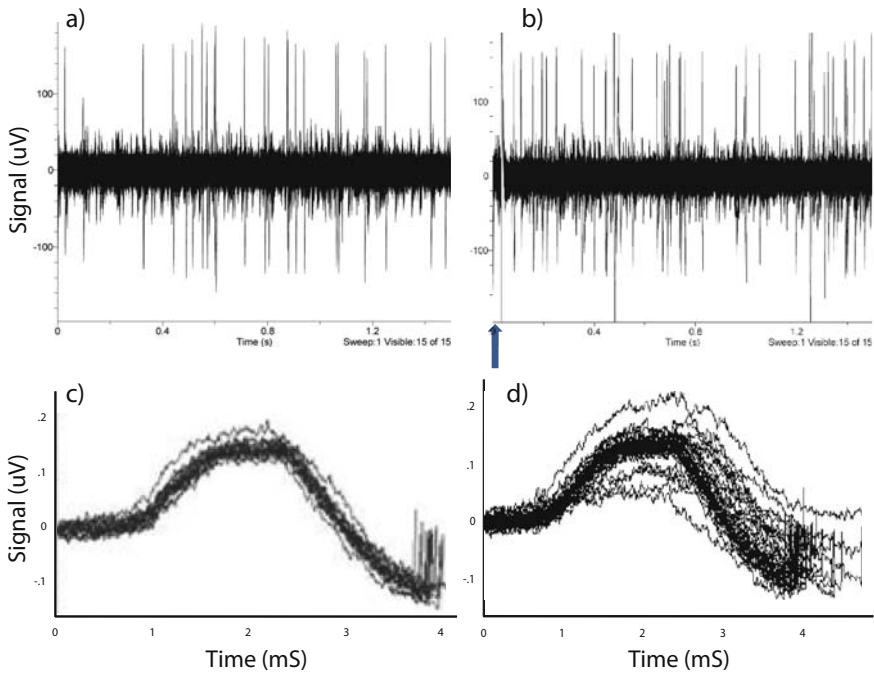 a)
b)
Signal (uV)
100
0
-100
0
0.4
0.8
1.2
Time (s)
Sweep:1 Visible:15 of 15
100
0
-100
0.4
0.8
1.2
Time (s)
Sweep:1 Visible:15 of 15
c)
d)
Signal (uV)
.2
.1
0
-.1
0
1
2
3
4
Time (mS)
.2
.1
0
-.1
0
1
2
3
4
Time (mS)